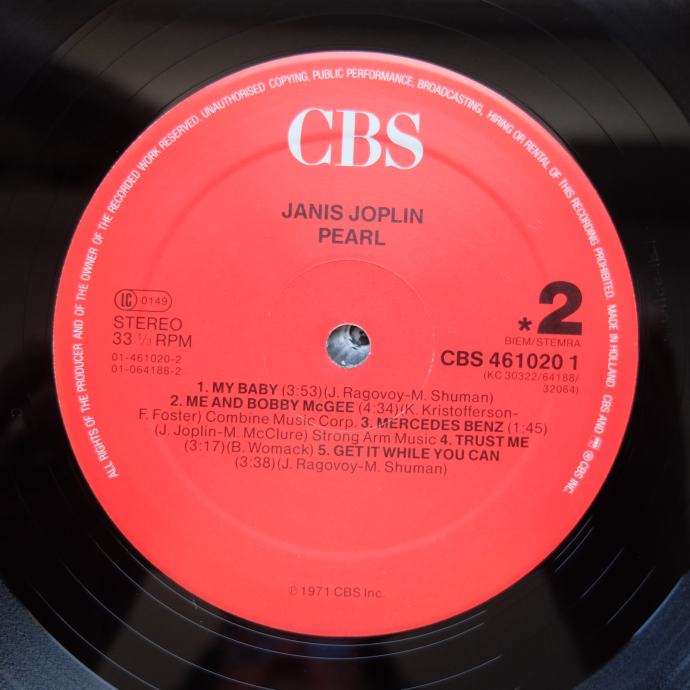 ALL RIGHTS OF THE PRODUCER AND OF THE OWNER OF THE RECORDED WORK RESERVED. UNAUTHORISED COPYING, PUBLIC PERFORMANCE, BROADCASTING, HIRING OR RENTAL OF THIS RECORDING PROHIBITED. MADE IN HOLLAND CBS AND ℗ © CBS INC.
CBS
JANIS JOPLIN
PEARL
LC 0149
STEREO
33 ⅓ RPM
01-461020-2
01-064188-2
*2
BIEM/STEMRA
CBS 461020 1
(KC 30322/64188/
32064)
1. MY BABY (3:53)(J. Ragovoy-M. Shuman)
2. ME AND BOBBY McGEE (4:34)(K. Kristofferson-
F. Foster) Combine Music Corp. 3. MERCEDES BENZ (1:45)
(J. Joplin-M. McClure) Strong Arm Music 4. TRUST ME
(3:17)(B. Womack) 5. GET IT WHILE YOU CAN
(3:38)(J. Ragovoy-M. Shuman)
℗ 1971 CBS Inc.